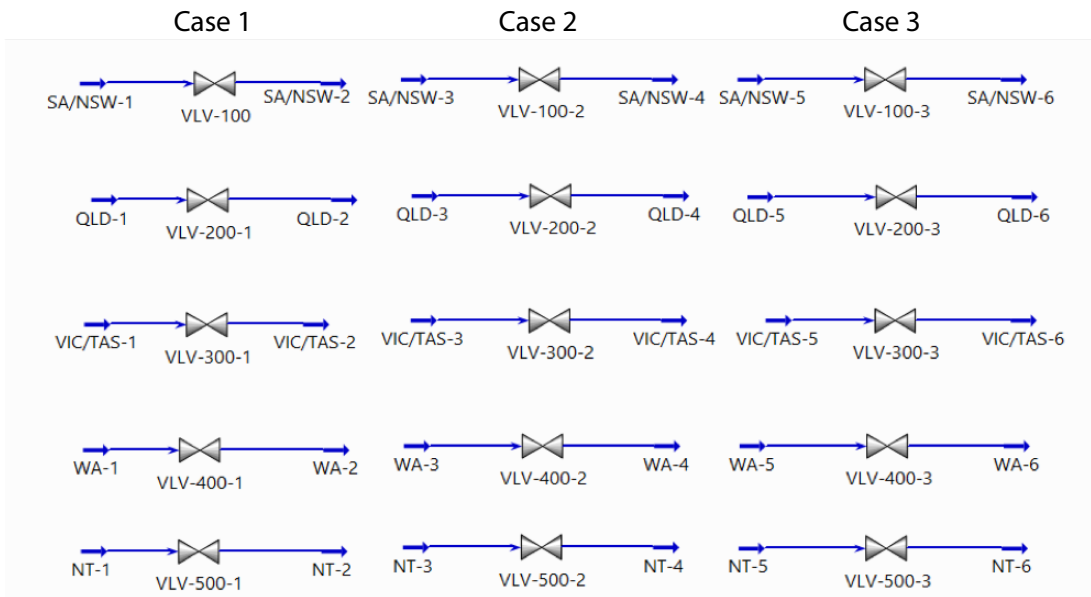 Case 1 Case 2 Case 3
SA/NSW-1 VLV-100 SA/NSW-2 SA/NSW-3 VLV-100-2 SA/NSW-4 SA/NSW-5 VLV-100-3 SA/NSW-6
QLD-1 VLV-200-1 QLD-2 QLD-3 VLV-200-2 QLD-4 QLD-5 VLV-200-3 QLD-6
VIC/TAS-1 VLV-300-1 VIC/TAS-2 VIC/TAS-3 VLV-300-2 VIC/TAS-4 VIC/TAS-5 VLV-300-3 VIC/TAS-6
WA-1 VLV-400-1 WA-2 WA-3 VLV-400-2 WA-4 WA-5 VLV-400-3 WA-6
NT-1 VLV-500-1 NT-2 NT-3 VLV-500-2 NT-4 NT-5 VLV-500-3 NT-6